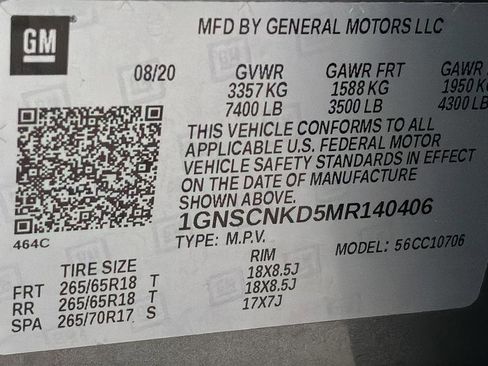 GM
MFD BY GENERAL MOTORS LLC
08/20 GVWR GAWR FRT GAWR
3357 KG 1588 KG 1950 KG
7400 LB 3500 LB 4300 LB
THIS VEHICLE CONFORMS TO ALL
APPLICABLE U.S. FEDERAL MOTOR
VEHICLE SAFETY STANDARDS IN EFFECT
ON THE DATE OF MANUFACTURE
SHOWN ABOVE.
1GNSCNKD5MR140406
464C
TYPE: M.P.V. MODEL: 56CC10706
TIRE SIZE RIM
FRT 265/65R18 T 18X8.5J
RR 265/65R18 T 18X8.5J
SPA 265/70R17 S 17X7J